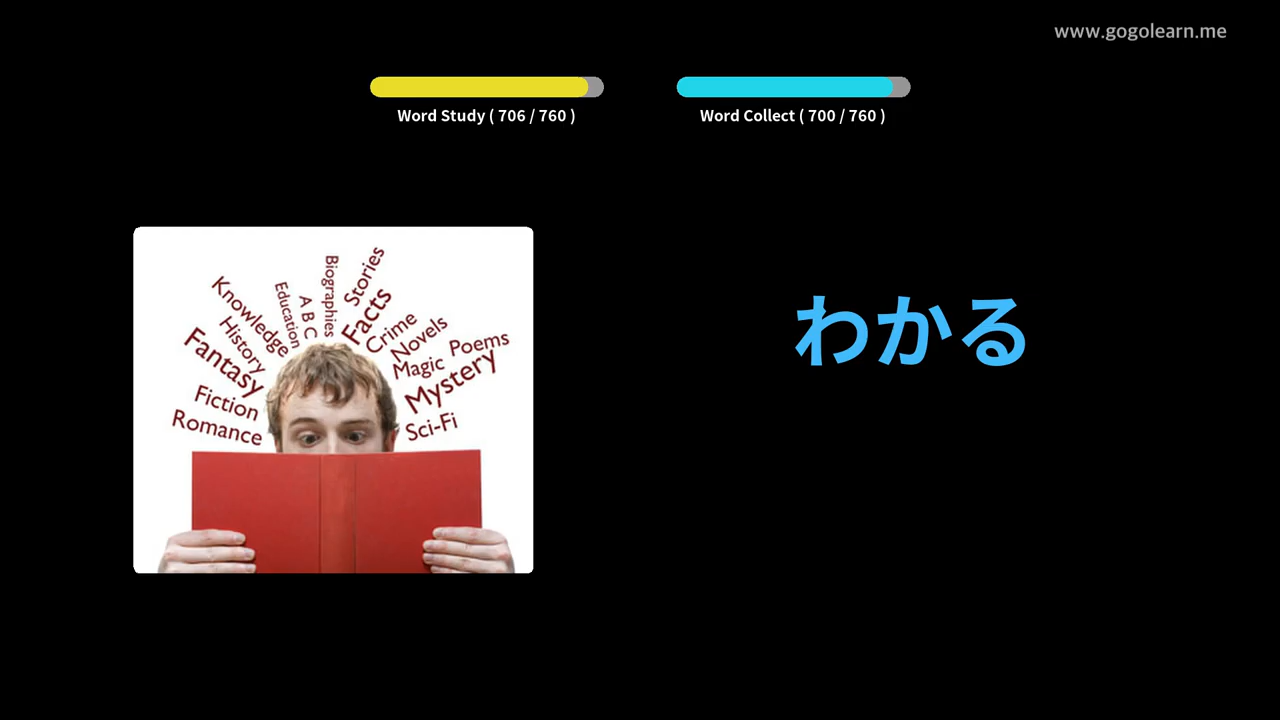 www.gogolearn.me
Word Study ( 706 / 760 )
Word Collect ( 700 / 760 )
わかる
Knowledge
Education
A B C
Biographies
Stories
Facts
Crime
Novels
Poems
Magic
Mystery
Sci-Fi
History
Fantasy
Fiction
Romance